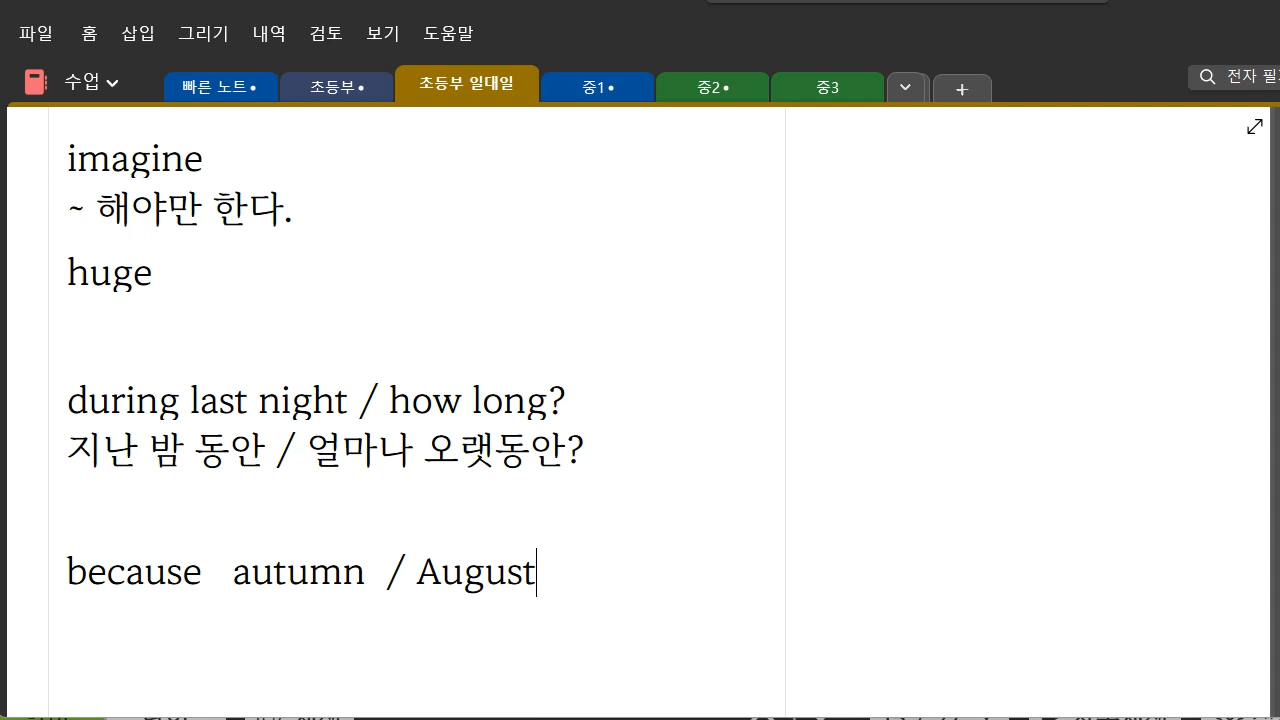 파일 홈 삽입 그리기 내역 검토 보기 도움말
수업 빠른 노트 초등부 초등부 일대일 중1 중2 중3 + 전자
imagine
~ 해야만 한다.
huge
during last night / how long?
지난 밤 동안 / 얼마나 오랫동안?
because autumn / August